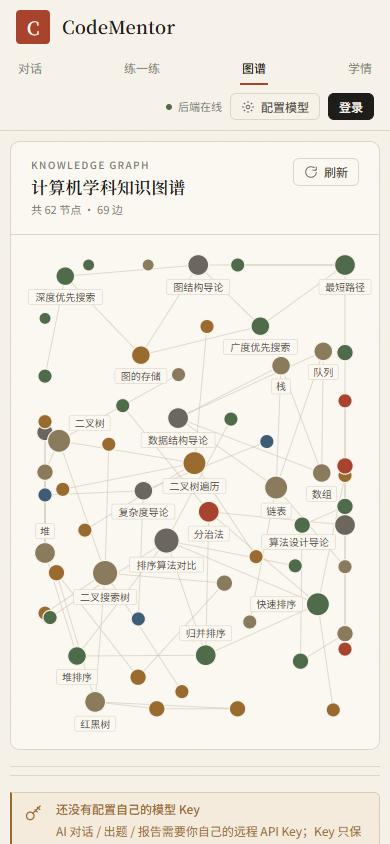 C CodeMentor
对话 练一练 图谱 学情
后端在线 配置模型 登录
KNOWLEDGE GRAPH
计算机学科知识图谱
共 62 节点 · 69 边
刷新
图结构导论
深度优先搜索
最短路径
广度优先搜索
图的存储
队列
栈
二叉树
数据结构导论
二叉树遍历
数组
复杂度导论
链表
堆
分治法
算法设计导论
排序算法对比
二叉搜索树
快速排序
归并排序
堆排序
红黑树
还没有配置自己的模型 Key
AI 对话 / 出题 / 报告需要你自己的远程 API Key；Key 只保